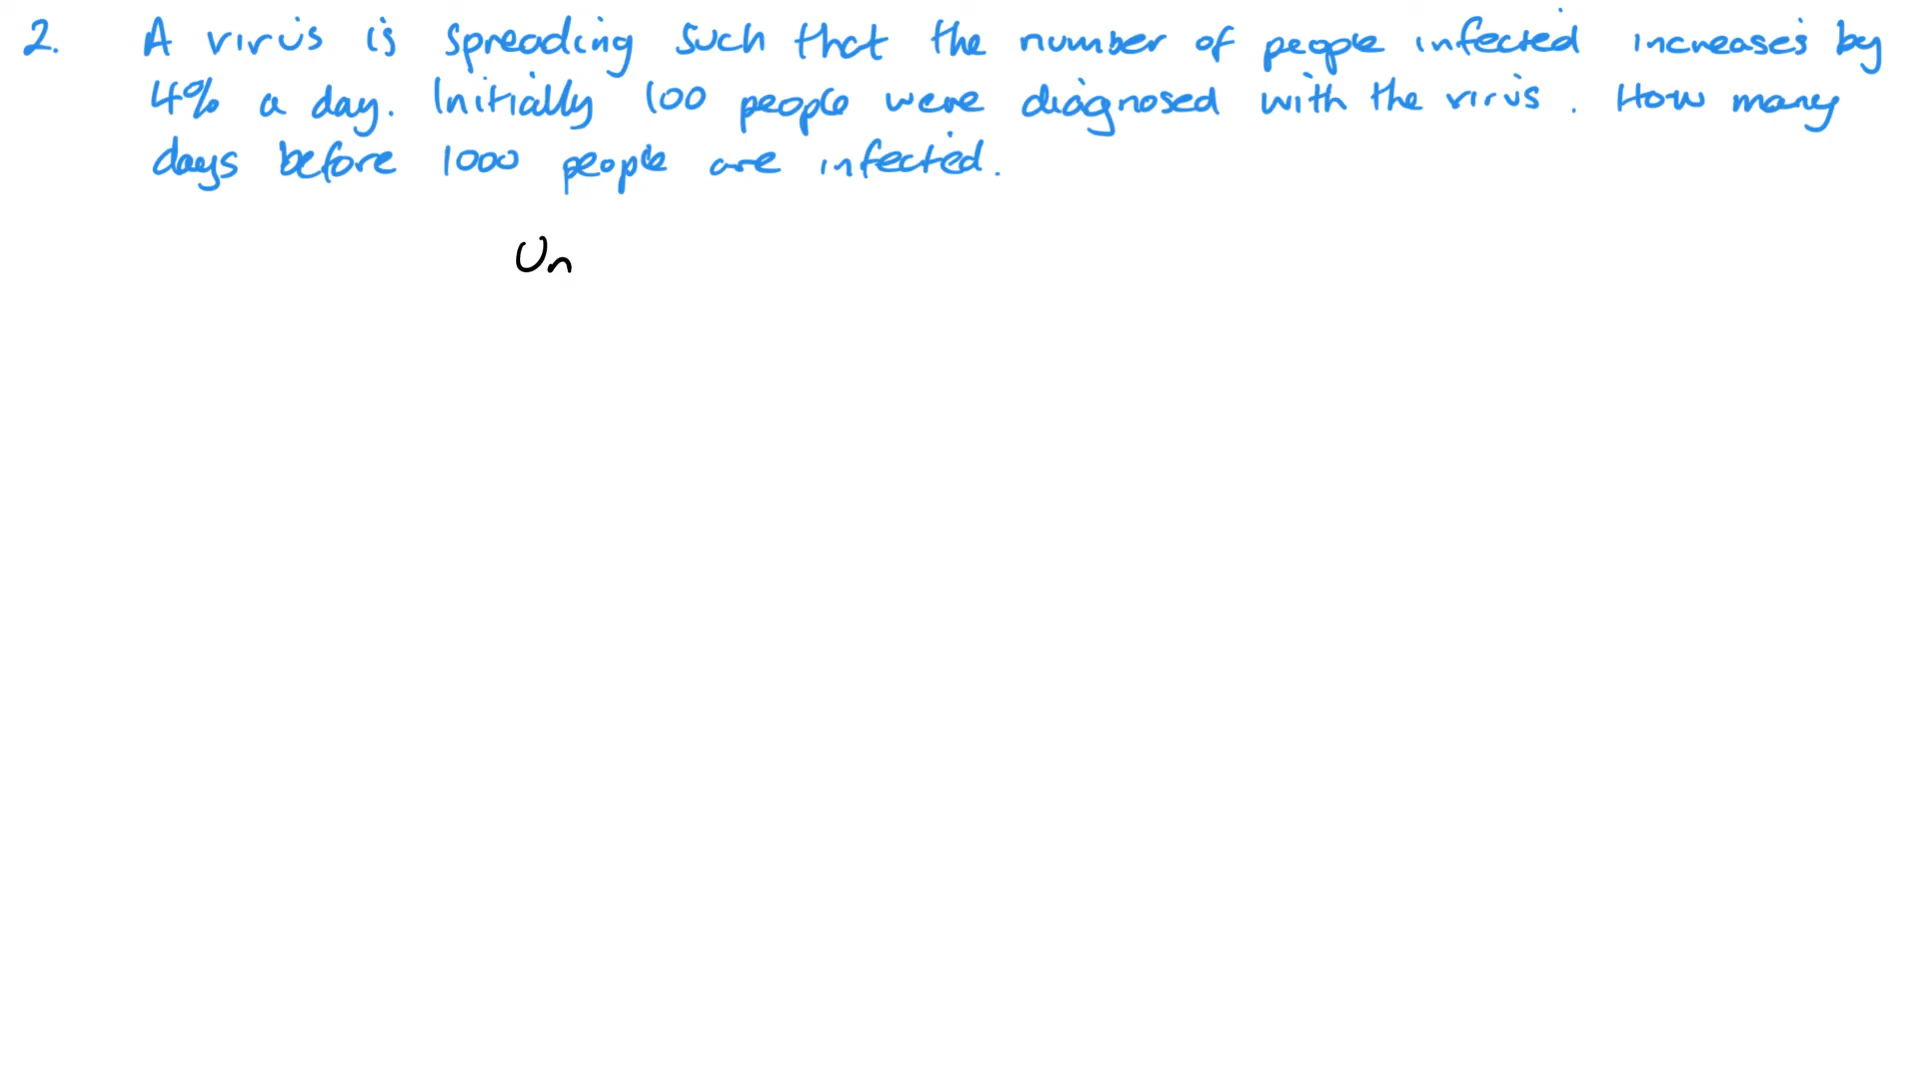 2. A virus is spreading such that the number of people infected increases by
4% a day. Initially 100 people were diagnosed with the virus. How many
days before 1000 people are infected.
Un